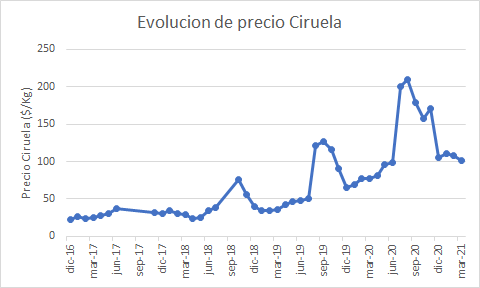 Evolucion de precio Ciruela
Precio Ciruela ($/Kg)
250
200
150
100
50
0
dic-16
mar-17
jun-17
sep-17
dic-17
mar-18
jun-18
sep-18
dic-18
mar-19
jun-19
sep-19
dic-19
mar-20
jun-20
sep-20
dic-20
mar-21